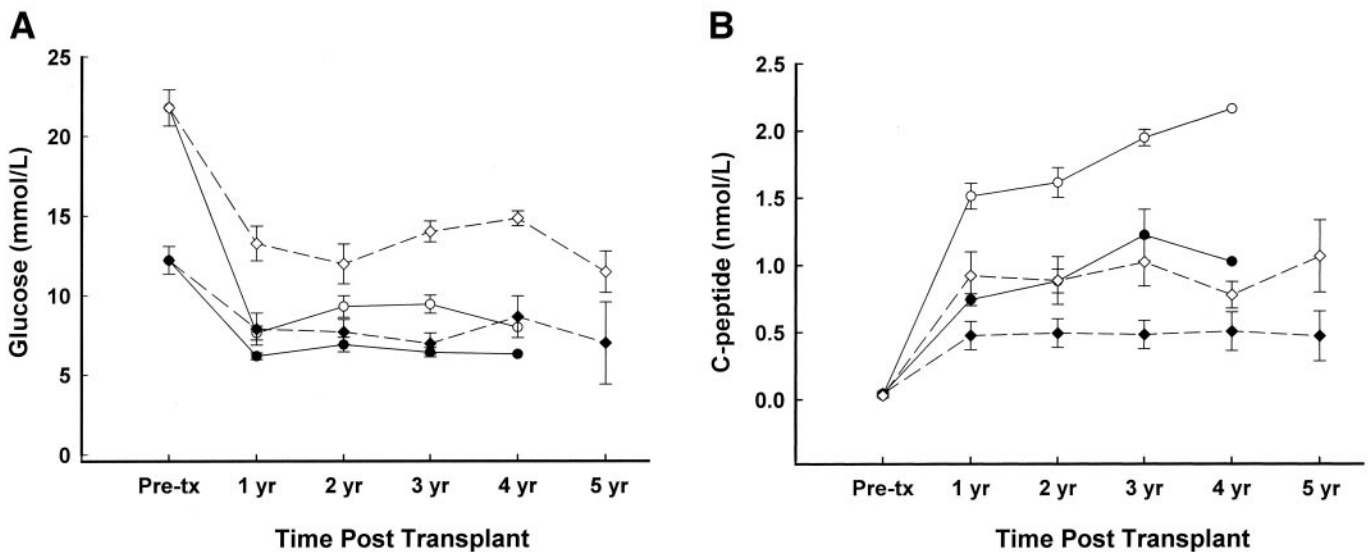 A
Glucose (mmol/L)
25
20
15
10
5
0
Pre-tx 1 yr 2 yr 3 yr 4 yr 5 yr
Time Post Transplant
B
C-peptide (nmol/L)
2.5
2.0
1.5
1.0
0.5
0.0
Pre-tx 1 yr 2 yr 3 yr 4 yr 5 yr
Time Post Transplant